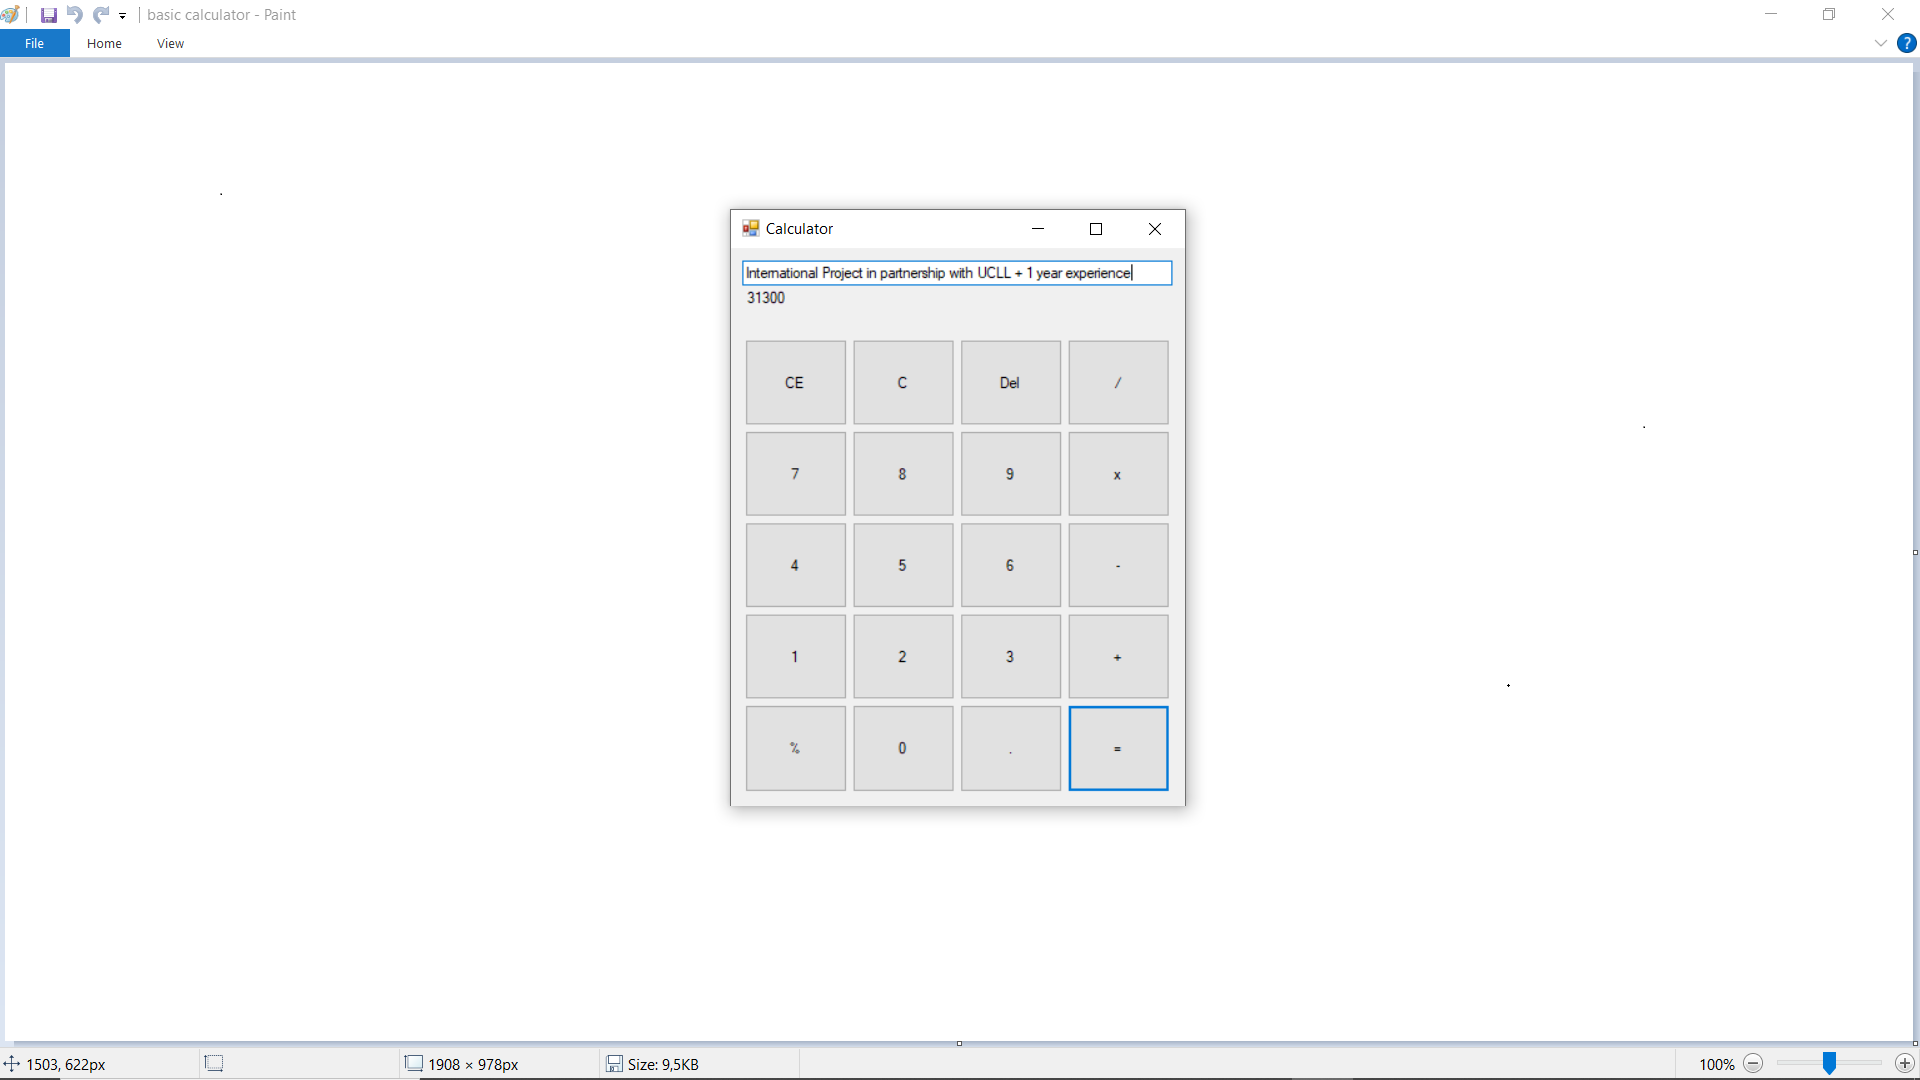 basic calculator - Paint
File Home View
?
Calculator
International Project in partnership with UCLL + 1 year experience
31300
CE C Del /
7 8 9 x
4 5 6 -
1 2 3 +
% 0 . =
1503, 622px 1908 × 978px Size: 9,5KB 100%